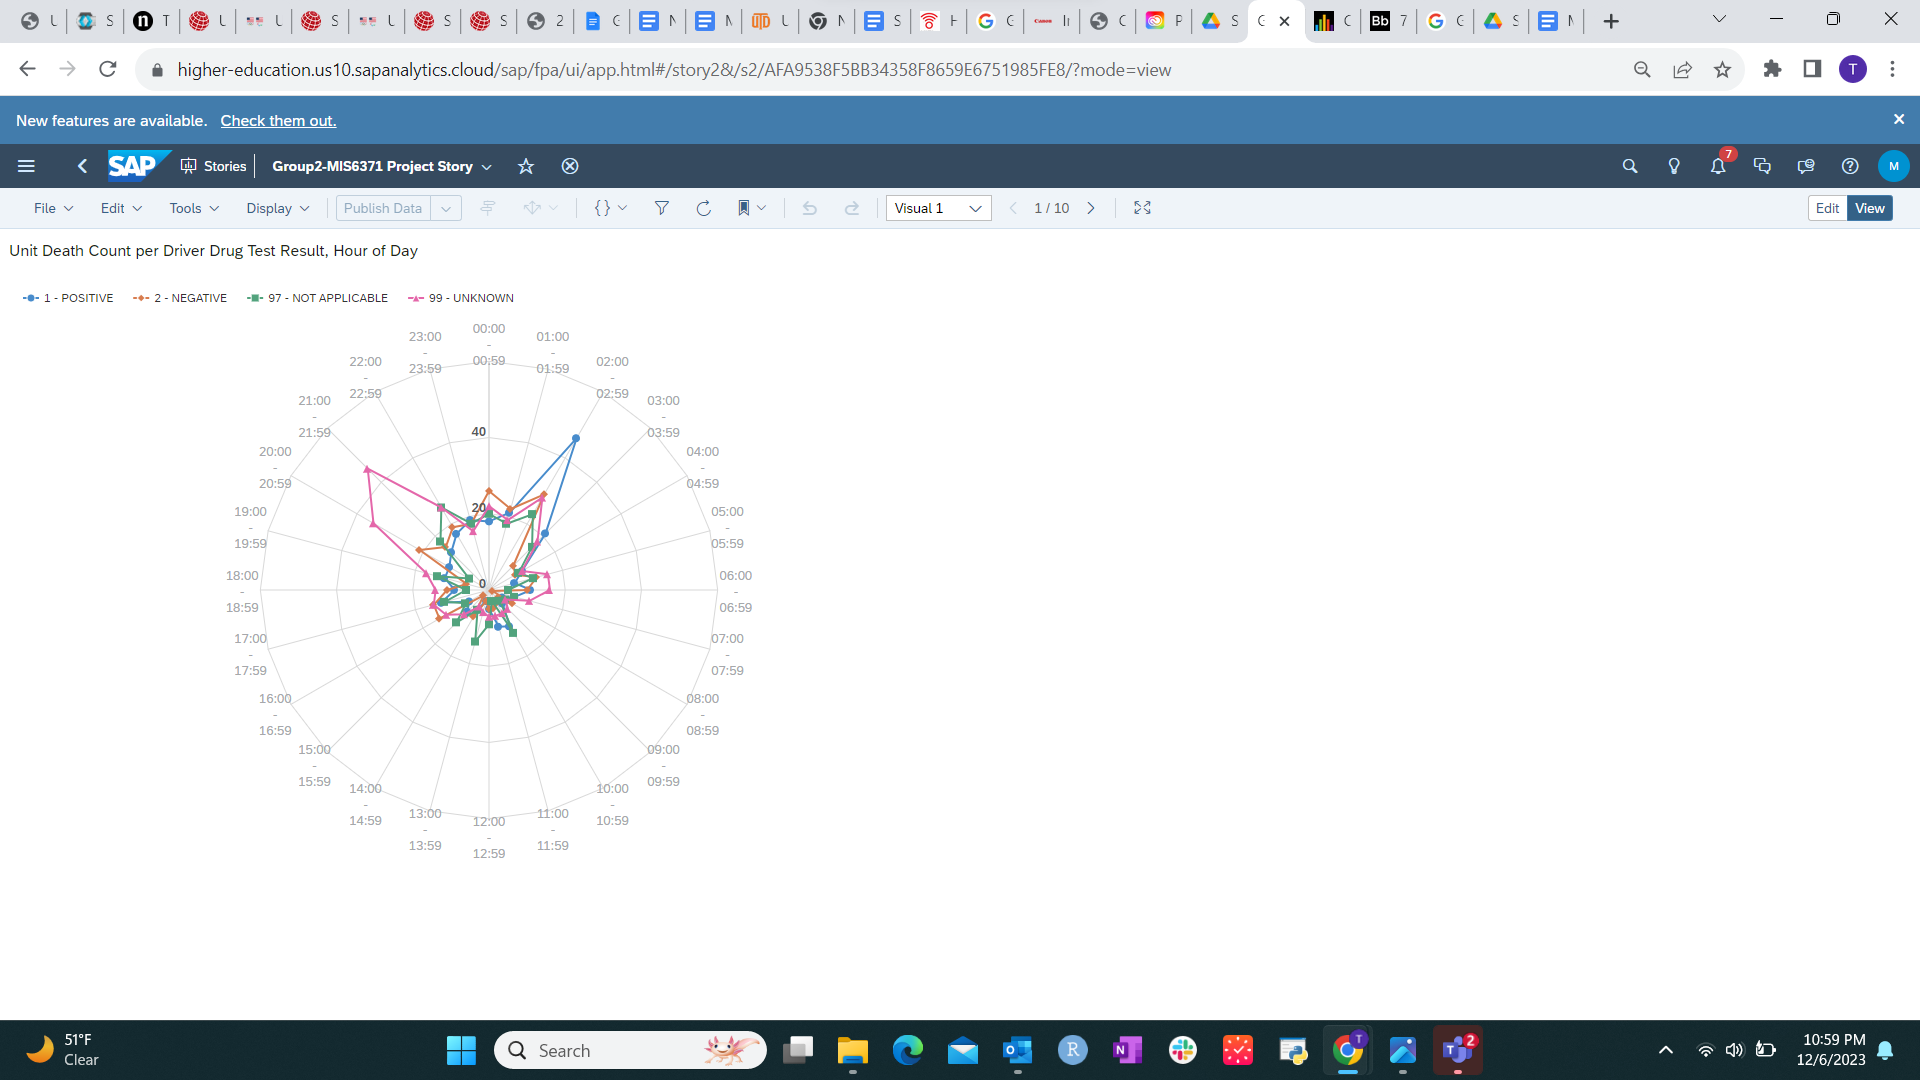 U S T U U S U S S 2 G N M U N S H G Ir C P S G C 7 G S M
higher-education.us10.sapanalytics.cloud/sap/fpa/ui/app.html#/story2&/s2/AFA9538F5BB34358F8659E6751985FE8/?mode=view
T
New features are available. Check them out.
SAP Stories Group2-MIS6371 Project Story 7 M
File Edit Tools Display Publish Data {} Visual 1 1 / 10 Edit View
Unit Death Count per Driver Drug Test Result, Hour of Day
1 - POSITIVE 2 - NEGATIVE 97 - NOT APPLICABLE 99 - UNKNOWN
00:00 - 00:59
01:00 - 01:59
02:00 - 02:59
03:00 - 03:59
04:00 - 04:59
05:00 - 05:59
06:00 - 06:59
07:00 - 07:59
08:00 - 08:59
09:00 - 09:59
10:00 - 10:59
11:00 - 11:59
12:00 - 12:59
13:00 - 13:59
14:00 - 14:59
15:00 - 15:59
16:00 - 16:59
17:00 - 17:59
18:00 - 18:59
19:00 - 19:59
20:00 - 20:59
21:00 - 21:59
22:00 - 22:59
23:00 - 23:59
40
20
0
51°F
Clear
Search
2
10:59 PM
12/6/2023